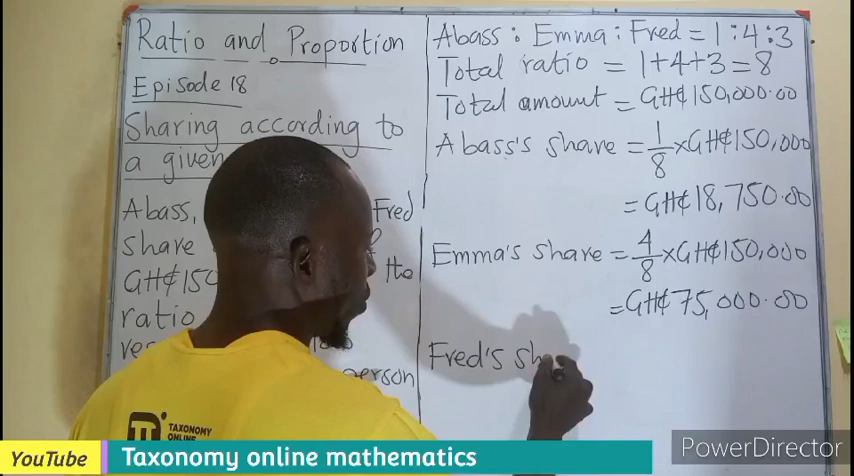 Ratio and Proportion
Episode 18
Sharing according to
a given
Abass, Fred
share
GH₵150 the
ratio
person
Abass : Emma : Fred = 1 : 4 : 3
Total ratio = 1+4+3 = 8
Total amount = GH₵150,000.00
Abass's share = 1/8 × GH₵150,000
= GH₵18,750.00
Emma's share = 4/8 × GH₵150,000
= GH₵75,000.00
Fred's sh
TAXONOMY
ONLINE
YouTube Taxonomy online mathematics
PowerDirector